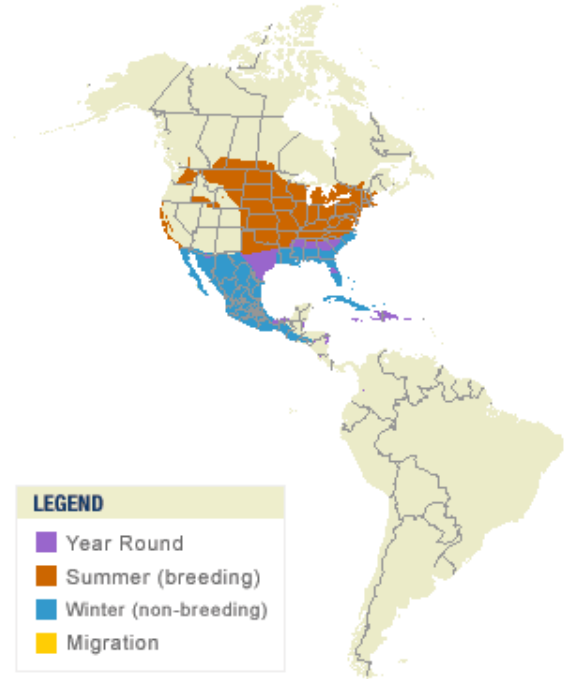 LEGEND
Year Round
Summer (breeding)
Winter (non-breeding)
Migration